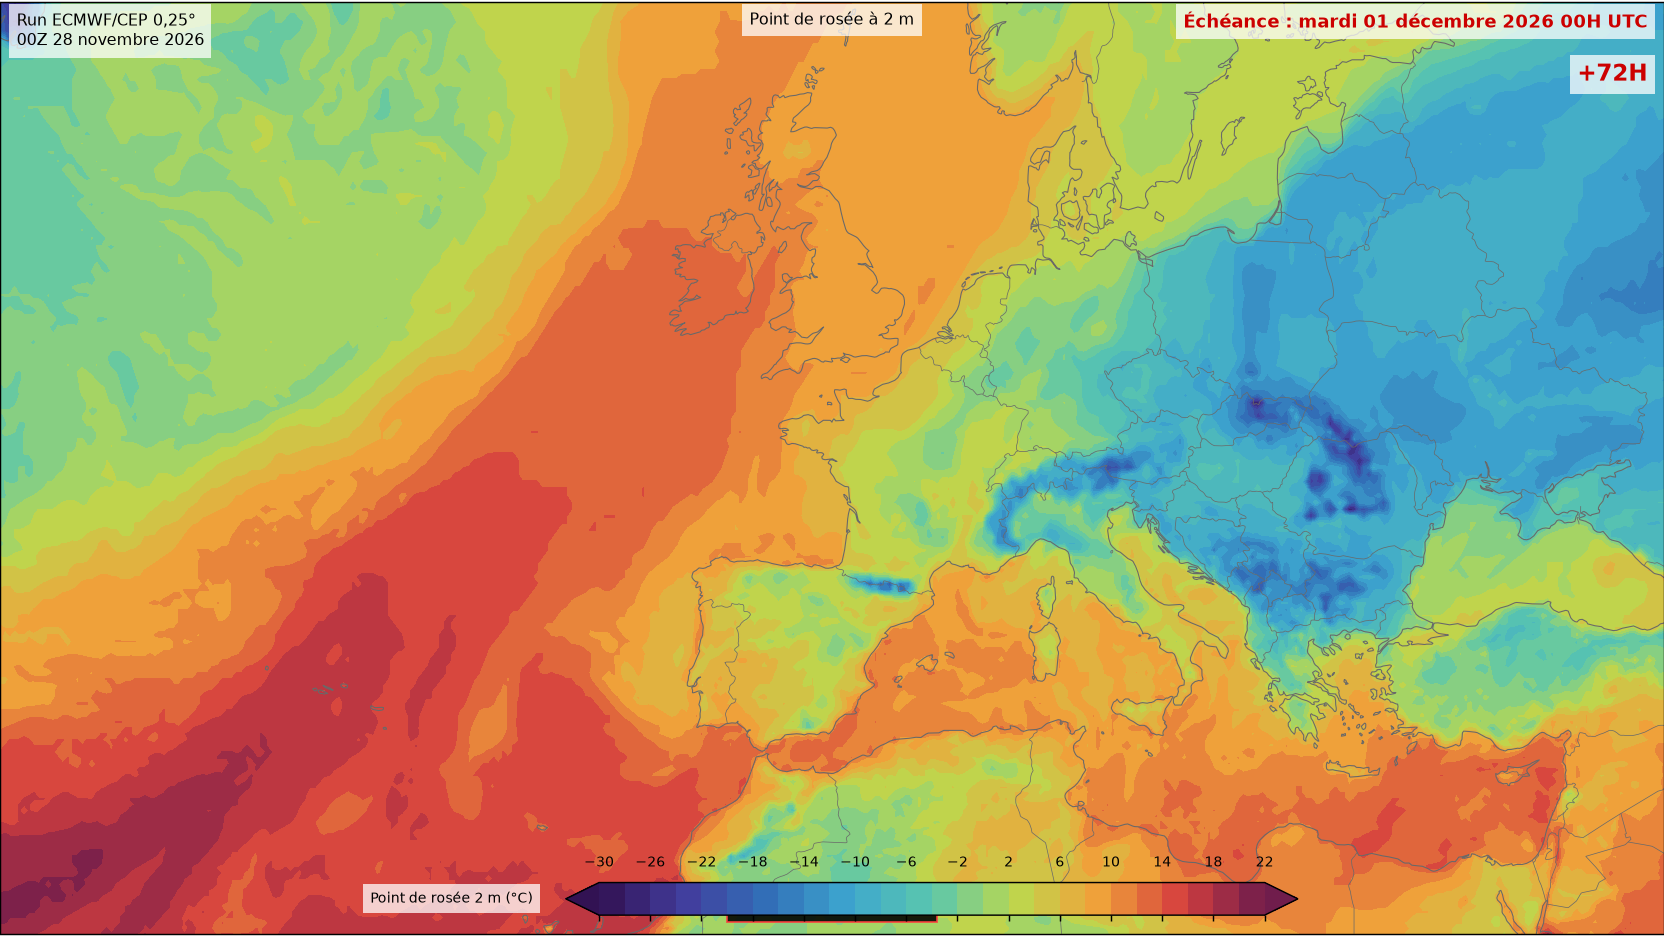 Run ECMWF/CEP 0,25°
00Z 28 novembre 2026
Point de rosée à 2 m
Échéance : mardi 01 décembre 2026 00H UTC
+72H
−30 −26 −22 −18 −14 −10 −6 −2 2 6 10 14 18 22
Point de rosée 2 m (°C)